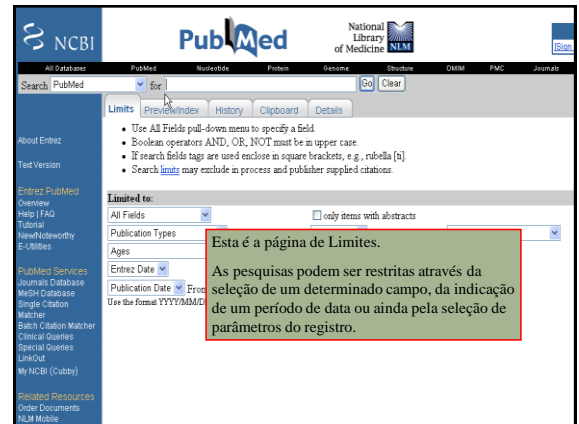 NCBI
PubMed
National
Library
of Medicine NLM
[Sign
All Databases PubMed Nucleotide Protein Genome Structure OMIM PMC Journals
Search PubMed for Go Clear
Limits Preview/Index History Clipboard Details
• Use All Fields pull-down menu to specify a field.
• Boolean operators AND, OR, NOT must be in upper case.
• If search fields tags are used enclose in square brackets, e.g., rubella [ti].
• Search limits may exclude in process and publisher supplied citations.
Limited to:
All Fields only items with abstracts
Publication Types
Ages
Entrez Date
Publication Date From
Use the format YYYY/MM/D
Esta é a página de Limites.
As pesquisas podem ser restritas através da
seleção de um determinado campo, da indicação
de um período de data ou ainda pela seleção de
parâmetros do registro.
About Entrez
Text Version
Entrez PubMed
Overview
Help | FAQ
Tutorial
New/Noteworthy
E-Utilities
PubMed Services
Journals Database
MeSH Database
Single Citation
Matcher
Batch Citation Matcher
Clinical Queries
Special Queries
LinkOut
My NCBI (Cubby)
Related Resources
Order Documents
NLM Mobile